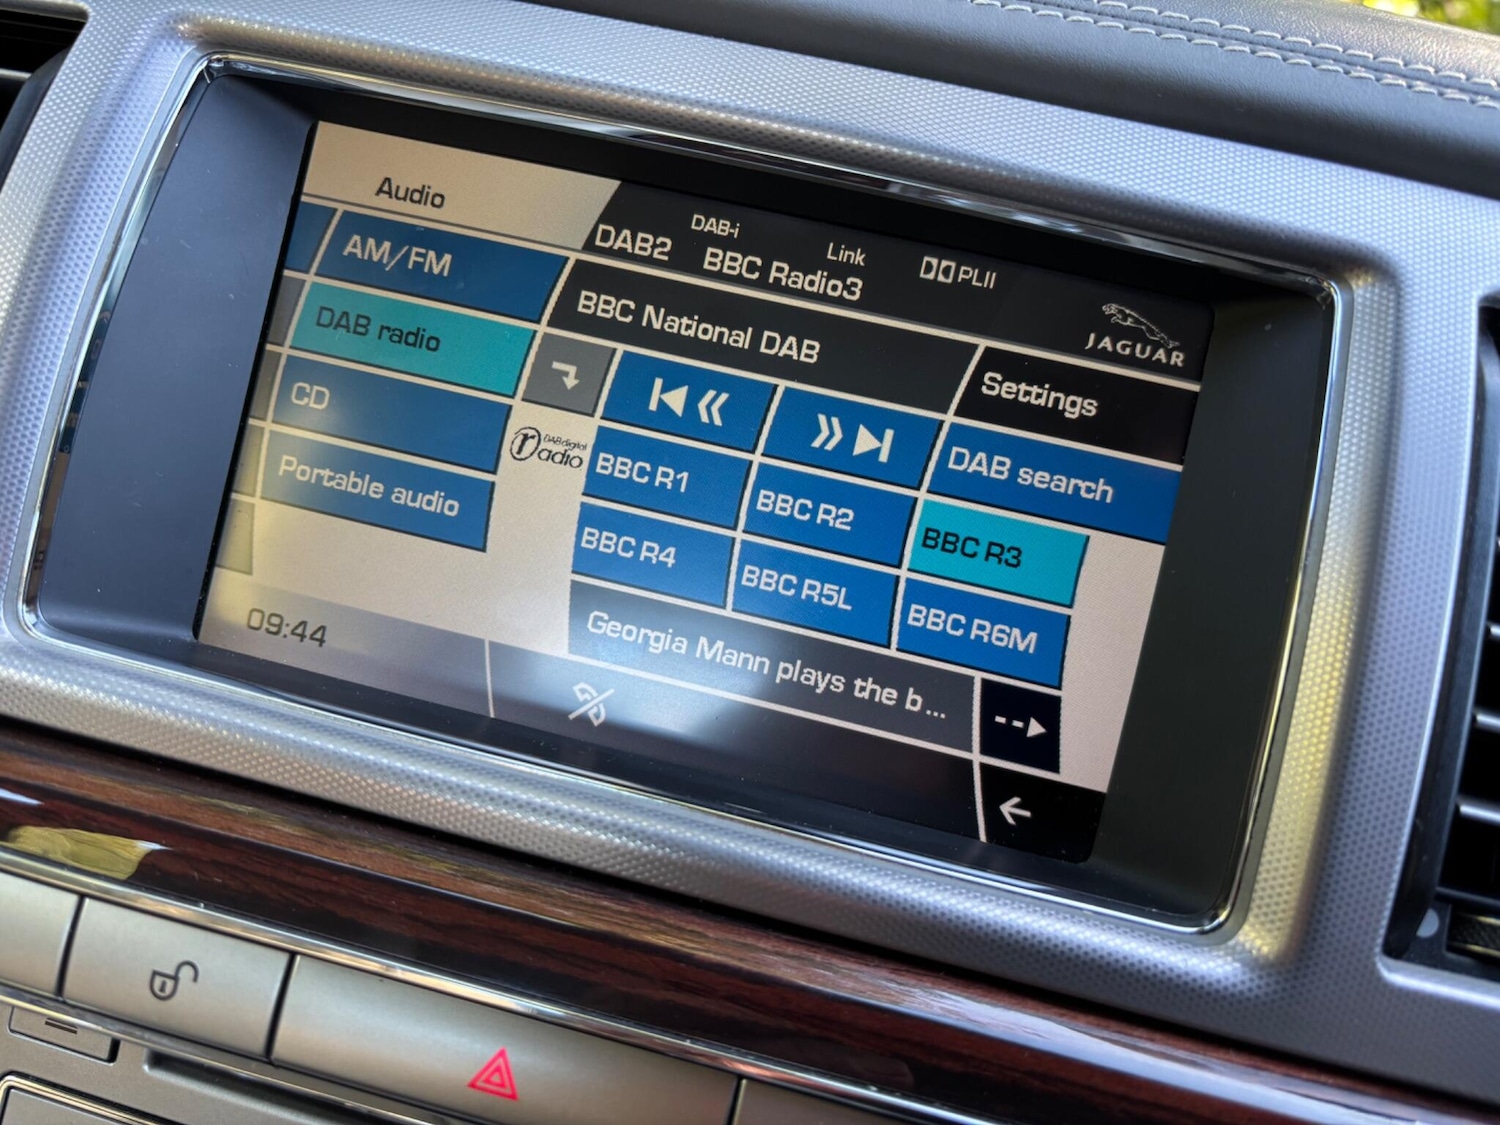 Audio
DAB2
DAB-i
BBC Radio3
Link
PLII
JAGUAR
AM/FM
DAB radio
CD
Portable audio
BBC National DAB
Settings
DAB digital
radio
DAB search
BBC R1
BBC R2
BBC R3
BBC R4
BBC R5L
BBC R6M
Georgia Mann plays the b...
09:44